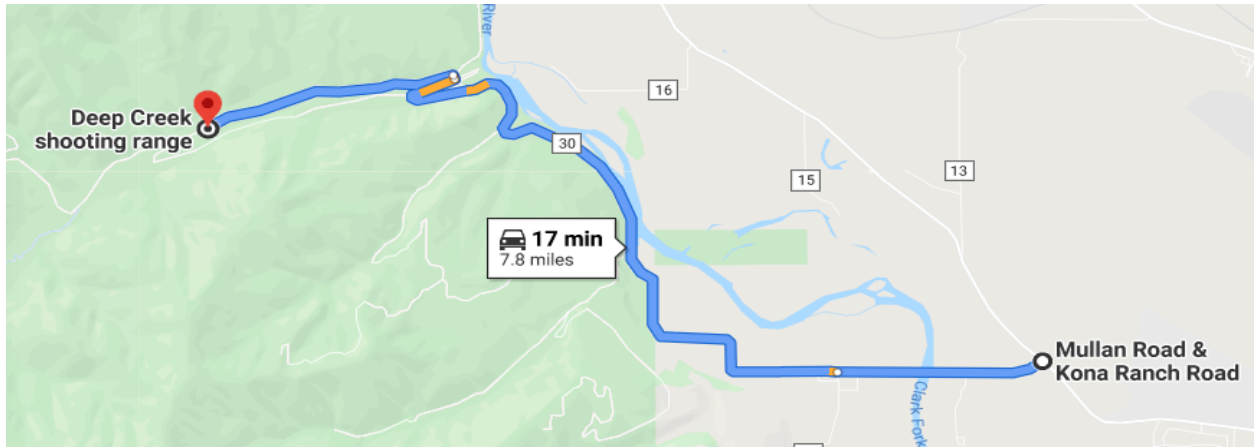 River
16
Deep Creek
shooting range
30
13
15
17 min
7.8 miles
Mullan Road &
Kona Ranch Road
Clark Fork